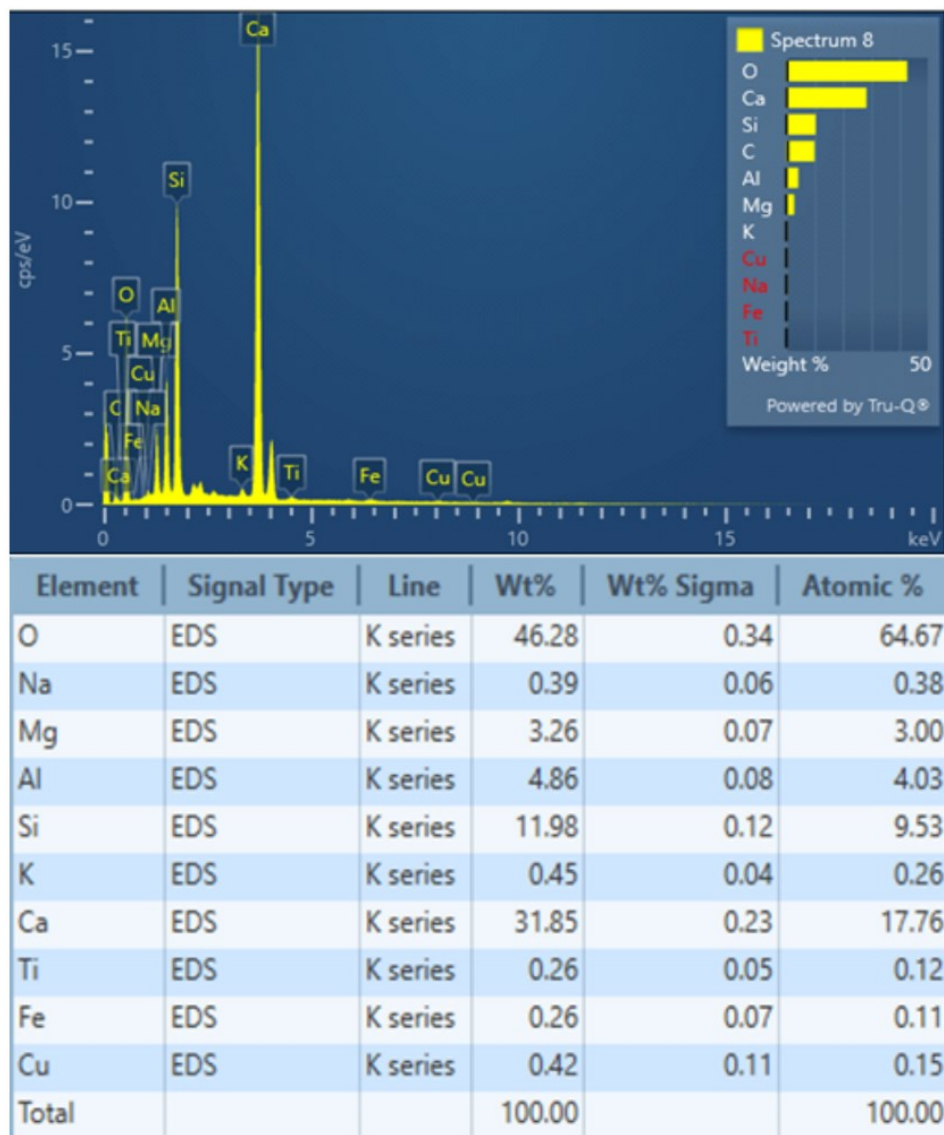 Spectrum 8
O
Ca
Si
C
Al
Mg
K
Cu
Na
Fe
Ti
Weight % 50
Powered by Tru-Q®
cps/eV
15
10
5
0
Ca
Si
O
Al
Ti
Mg
Cu
C
Na
Fe
Ca
K
Ti
Fe
Cu
Cu
0 5 10 15 keV
Element Signal Type Line Wt% Wt% Sigma Atomic %
O EDS K series 46.28 0.34 64.67
Na EDS K series 0.39 0.06 0.38
Mg EDS K series 3.26 0.07 3.00
Al EDS K series 4.86 0.08 4.03
Si EDS K series 11.98 0.12 9.53
K EDS K series 0.45 0.04 0.26
Ca EDS K series 31.85 0.23 17.76
Ti EDS K series 0.26 0.05 0.12
Fe EDS K series 0.26 0.07 0.11
Cu EDS K series 0.42 0.11 0.15
Total 100.00 100.00